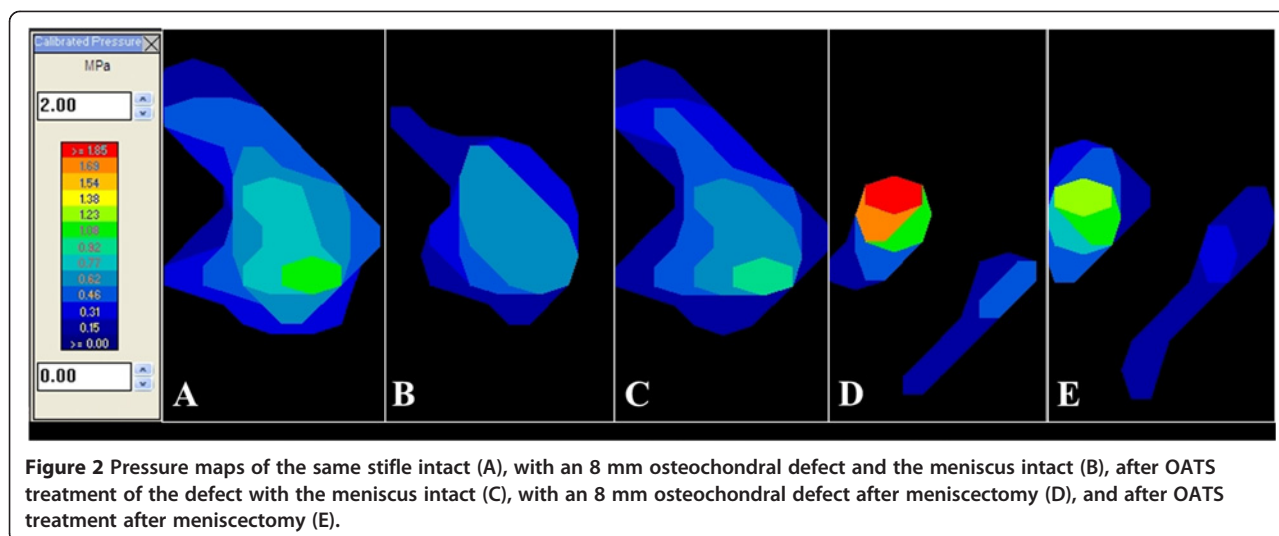 Calibrated Pressure
MPa
2.00
>= 1.85
1.69
1.54
1.38
1.23
1.08
0.92
0.77
0.62
0.46
0.31
0.15
>= 0.00
0.00
A
B
C
D
E
Figure 2 Pressure maps of the same stifle intact (A), with an 8 mm osteochondral defect and the meniscus intact (B), after OATS
treatment of the defect with the meniscus intact (C), with an 8 mm osteochondral defect after meniscectomy (D), and after OATS
treatment after meniscectomy (E).